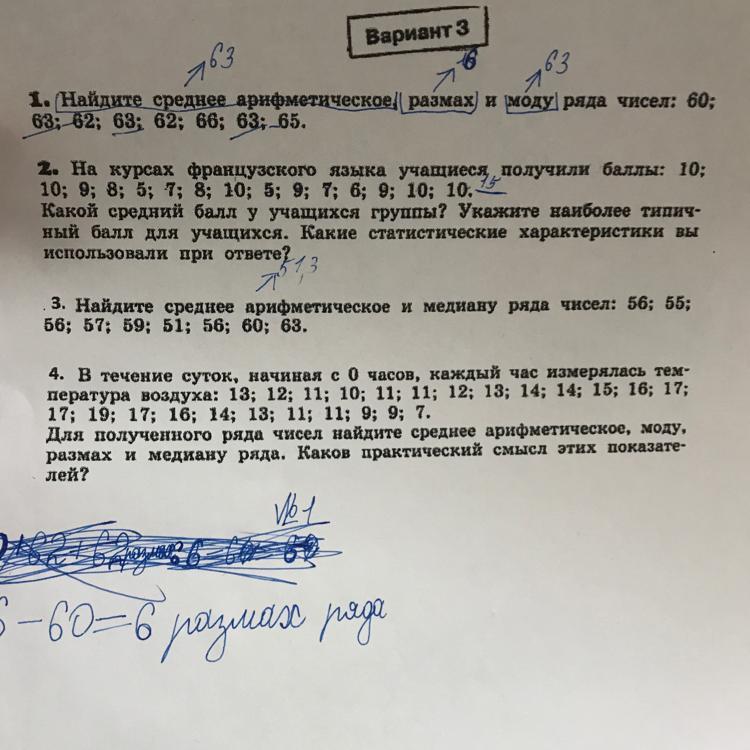 Вариант 3
63 6 63
1. Найдите среднее арифметическое, размах и моду ряда чисел: 60;
63; 62; 63; 62; 66; 63; 65.
2. На курсах французского языка учащиеся получили баллы: 10;
10; 9; 8; 5; 7; 8; 10; 5; 9; 7; 6; 9; 10; 10. 15
Какой средний балл у учащихся группы? Укажите наиболее типич-
ный балл для учащихся. Какие статистические характеристики вы
использовали при ответе?
51,3
3. Найдите среднее арифметическое и медиану ряда чисел: 56; 55;
56; 57; 59; 51; 56; 60; 63.
4. В течение суток, начиная с 0 часов, каждый час измерялась тем-
пература воздуха: 13; 12; 11; 10; 11; 11; 12; 13; 14; 14; 15; 16; 17;
17; 19; 17; 16; 14; 13; 11; 11; 9; 9; 7.
Для полученного ряда чисел найдите среднее арифметическое, моду,
размах и медиану ряда. Каков практический смысл этих показате-
лей?
№1
6 – 60 = 6 размах ряда